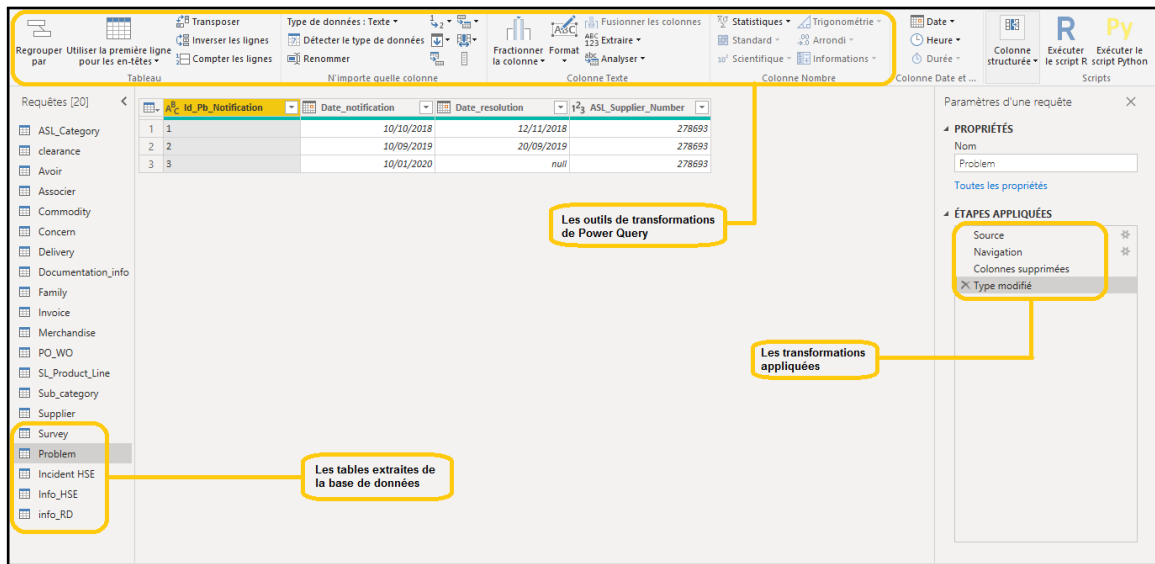 Regrouper par
Utiliser la première ligne pour les en-têtes
Transposer
Inverser les lignes
Compter les lignes
Tableau
Type de données : Texte
Détecter le type de données
Renommer
N'importe quelle colonne
Fractionner la colonne
Format
Fusionner les colonnes
Extraire
Analyser
Colonne Texte
Statistiques
Standard
Scientifique
Trigonométrie
Arrondi
Informations
Colonne Nombre
Date
Heure
Durée
Colonne Date et ...
Colonne structurée
R
Exécuter le script R
Py
Exécuter le script Python
Scripts
Requêtes [20]
ASL_Category
clearance
Avoir
Associer
Commodity
Concern
Delivery
Documentation_info
Family
Invoice
Merchandise
PO_WO
SL_Product_Line
Sub_category
Supplier
Survey
Problem
Incident HSE
Info_HSE
info_RD
Id_Pb_Notification Date_notification Date_resolution ASL_Supplier_Number
1 1 10/10/2018 12/11/2018 278693
2 2 10/09/2019 20/09/2019 278693
3 3 10/01/2020 null 278693
Les outils de transformations
de Power Query
Les transformations
appliquées
Les tables extraites de
la base de données
Paramètres d'une requête
PROPRIÉTÉS
Nom
Problem
Toutes les propriétés
ÉTAPES APPLIQUÉES
Source
Navigation
Colonnes supprimées
Type modifié